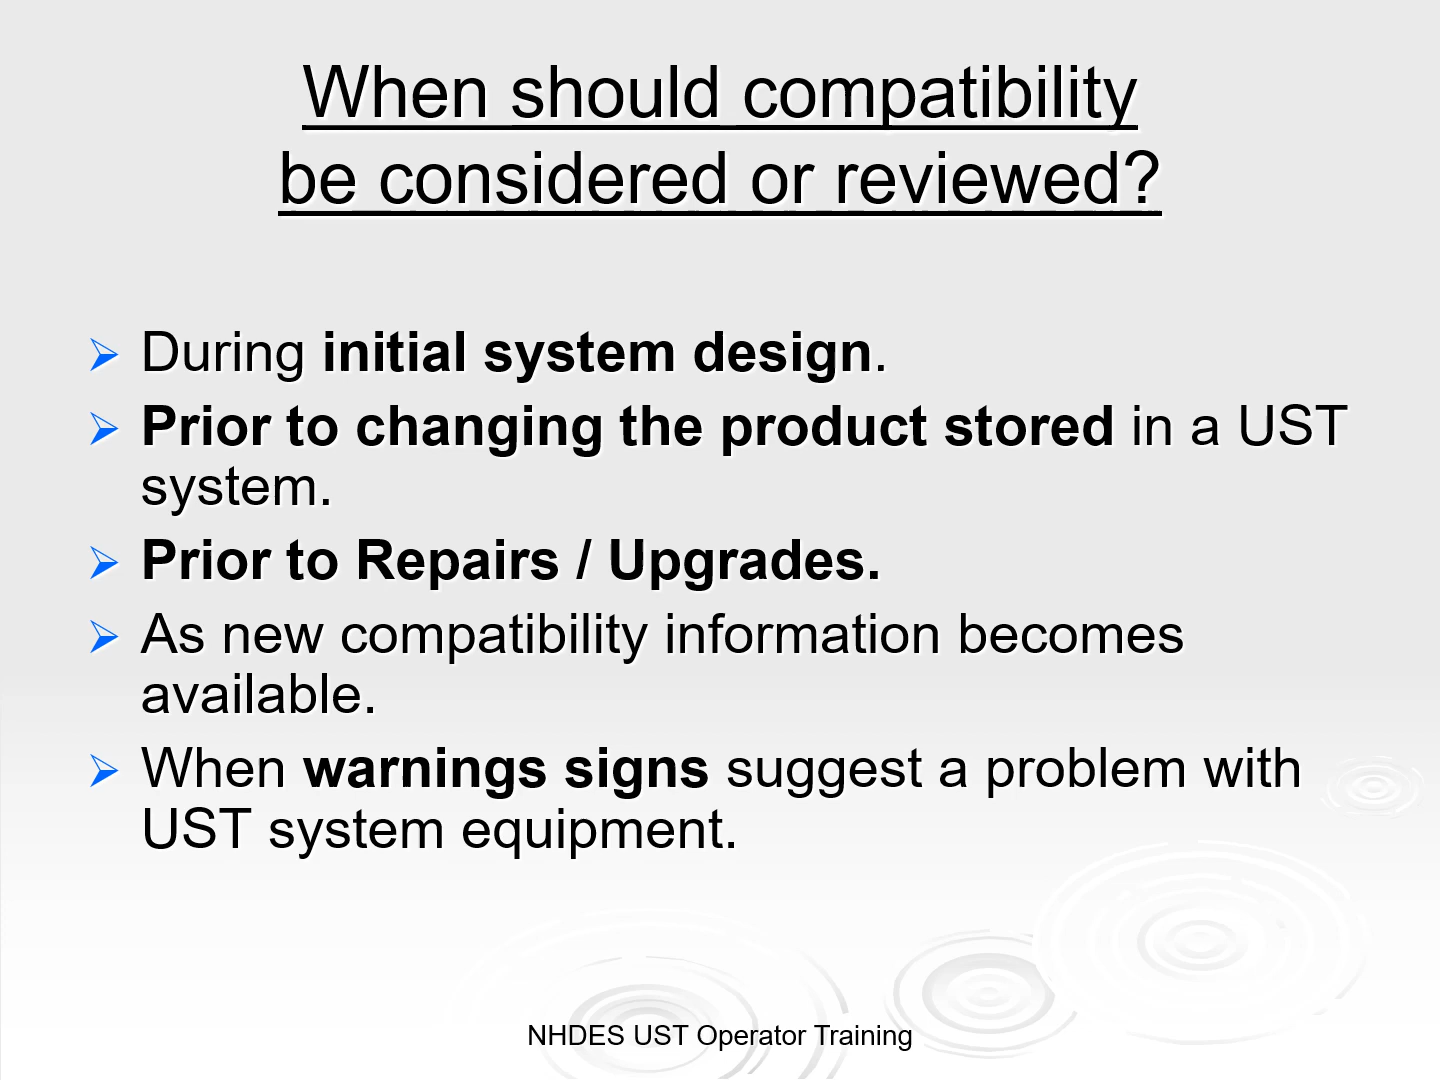 When should compatibility
be considered or reviewed?
During initial system design.
Prior to changing the product stored in a UST
system.
Prior to Repairs / Upgrades.
As new compatibility information becomes
available.
When warnings signs suggest a problem with
UST system equipment.
NHDES UST Operator Training